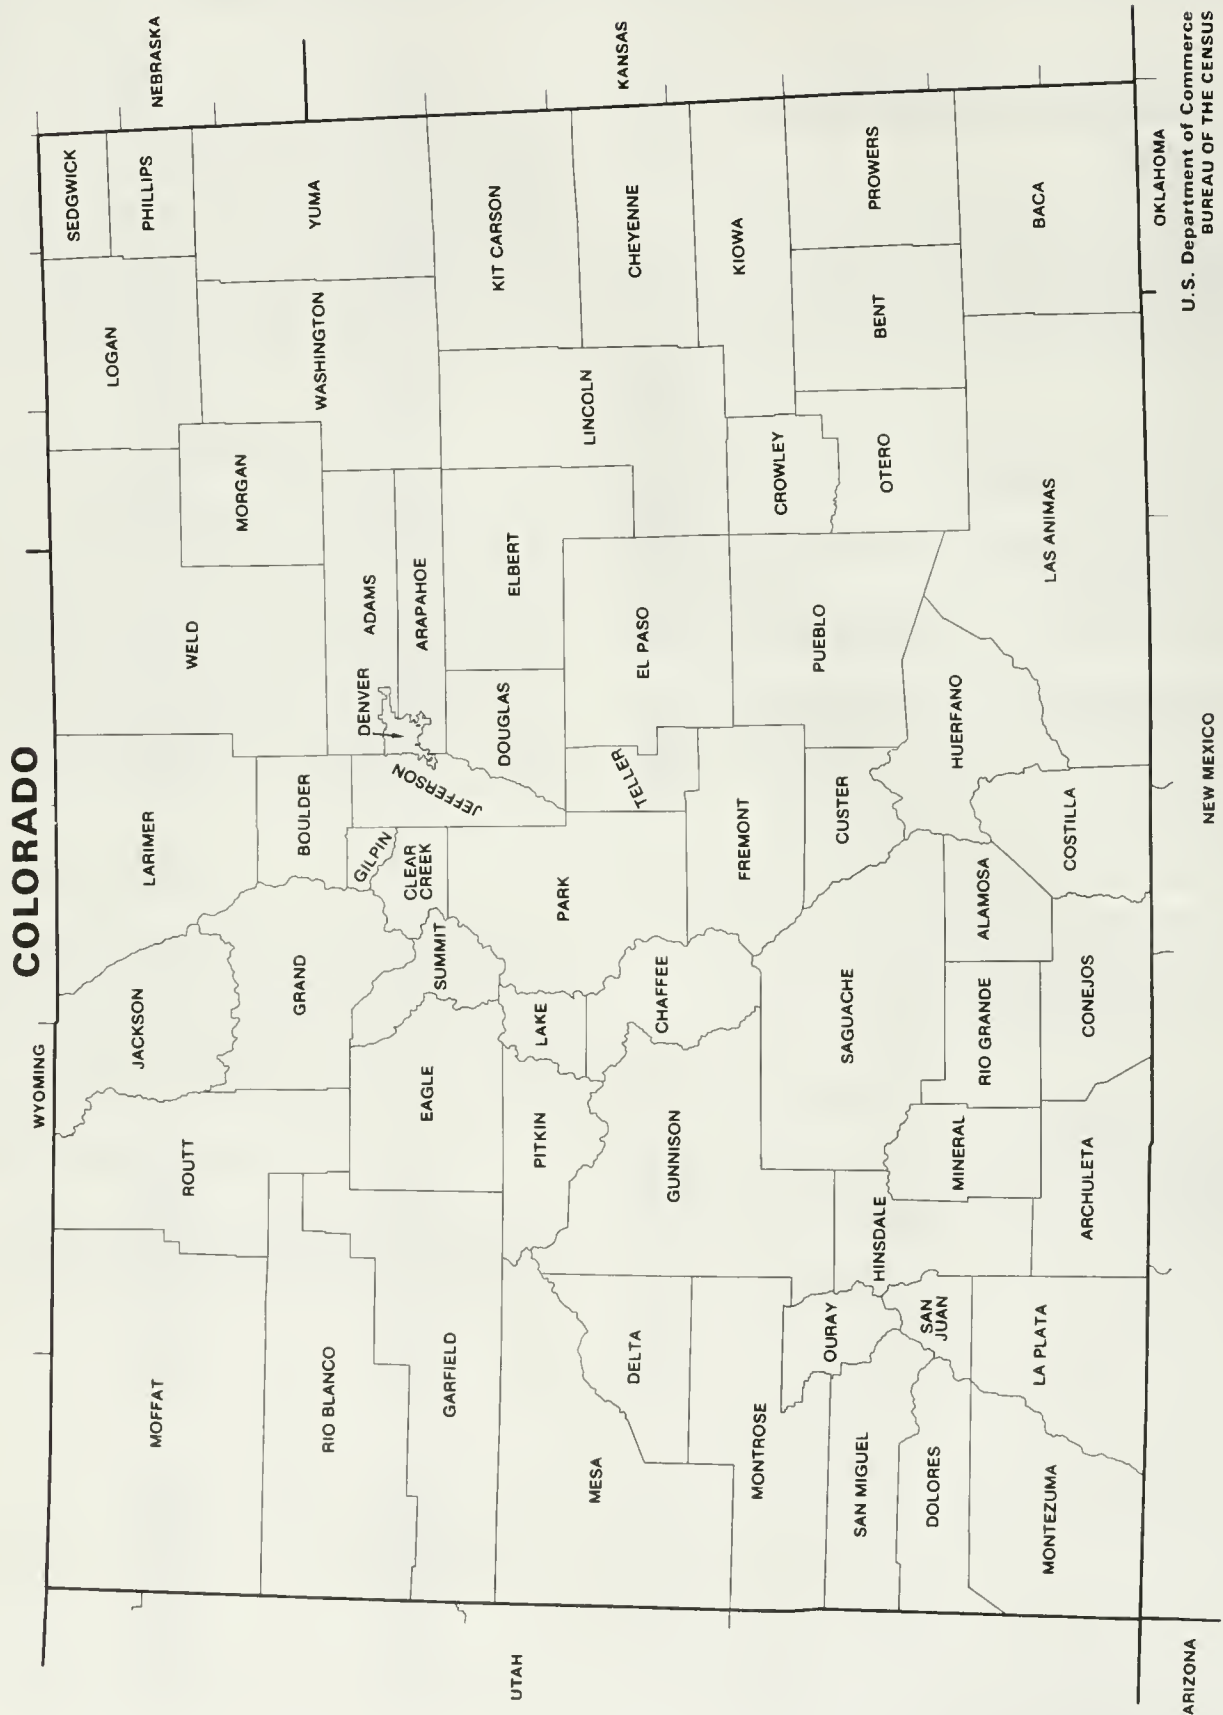 COLORADO
WYOMING
NEBRASKA
KANSAS
UTAH
ARIZONA
NEW MEXICO
OKLAHOMA
MOFFAT
ROUTT
JACKSON
LARIMER
WELD
LOGAN
SEDGWICK
PHILLIPS
MORGAN
WASHINGTON
YUMA
RIO BLANCO
GRAND
BOULDER
GILPIN
CLEAR
CREEK
JEFFERSON
DENVER
ADAMS
ARAPAHOE
GARFIELD
EAGLE
SUMMIT
DOUGLAS
ELBERT
LINCOLN
KIT CARSON
MESA
PITKIN
LAKE
PARK
TELLER
EL PASO
CHEYENNE
DELTA
GUNNISON
CHAFFEE
FREMONT
PUEBLO
CROWLEY
KIOWA
MONTROSE
OURAY
HINSDALE
SAGUACHE
CUSTER
OTERO
BENT
PROWERS
SAN MIGUEL
DOLORES
SAN
JUAN
MINERAL
RIO GRANDE
ALAMOSA
HUERFANO
LAS ANIMAS
BACA
MONTEZUMA
LA PLATA
ARCHULETA
CONEJOS
COSTILLA
U.S. Department of Commerce
BUREAU OF THE CENSUS